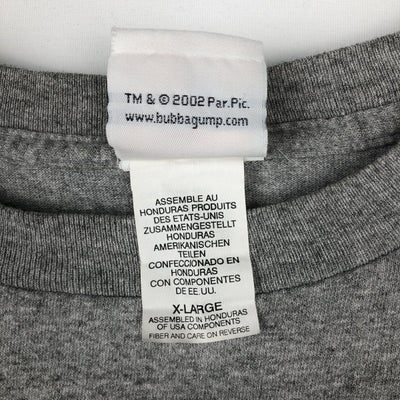 TM & © 2002 Par. Pic.
www.bubbagump.com
ASSEMBLE AU
HONDURAS PRODUITS
DES ETATS-UNIS
ZUSAMMENGESTELLT
HONDURAS
AMERIKANISCHEN
TEILEN
CONFECCIONADO EN
HONDURAS
CON COMPONENTES
DE EE.UU.
X-LARGE
ASSEMBLED IN HONDURAS
OF USA COMPONENTS
FIBER AND CARE ON REVERSE